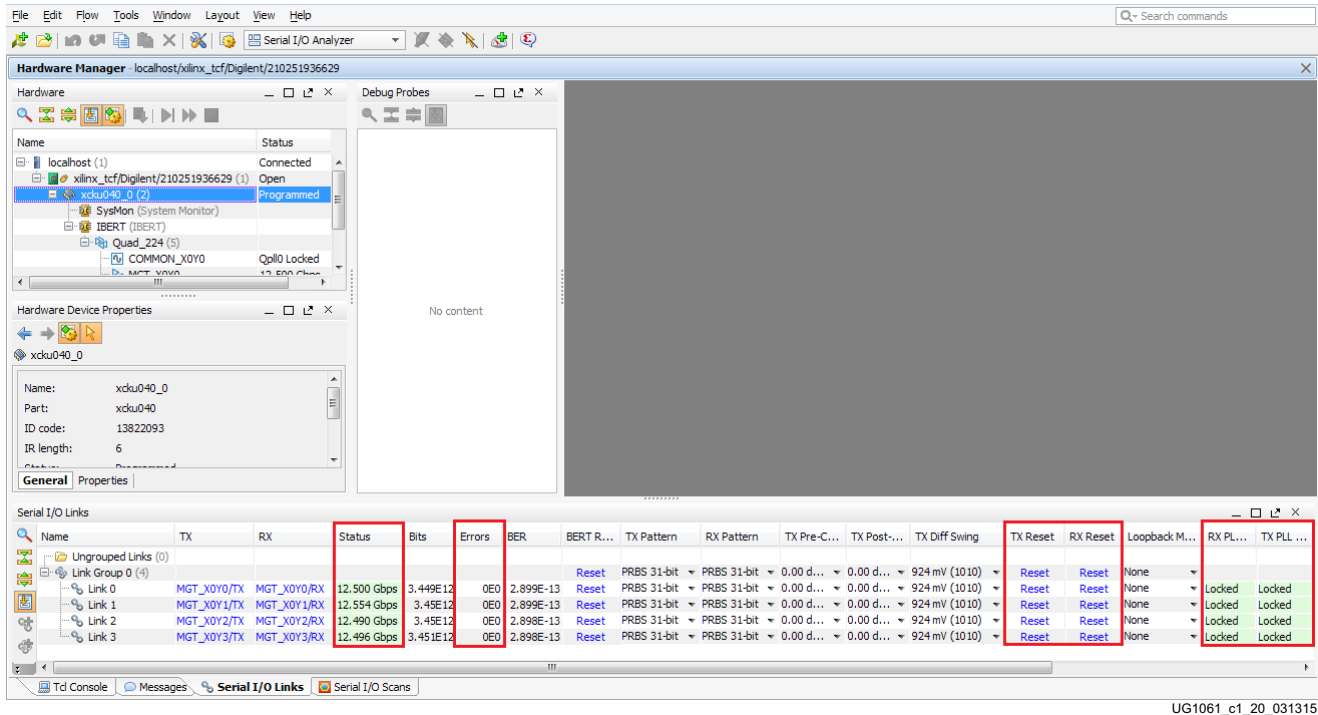 File Edit Flow Tools Window Layout View Help
Search commands
Serial I/O Analyzer
Hardware Manager - localhost/xilinx_tcf/Digilent/210251936629
Hardware
Name Status
localhost (1) Connected
xilinx_tcf/Digilent/210251936629 (1) Open
xcku040_0 (2) Programmed
SysMon (System Monitor)
IBERT (IBERT)
Quad_224 (5)
COMMON_X0Y0 Qpll0 Locked
MGT_X0Y0 12.500 Gbps
Debug Probes
No content
Hardware Device Properties
xcku040_0
Name: xcku040_0
Part: xcku040
ID code: 13822093
IR length: 6
Status: Programmed
General Properties
Serial I/O Links
Name TX RX Status Bits Errors BER BERT R... TX Pattern RX Pattern TX Pre-C... TX Post-... TX Diff Swing TX Reset RX Reset Loopback M... RX PL... TX PLL ...
Ungrouped Links (0)
Link Group 0 (4) Reset PRBS 31-bit PRBS 31-bit 0.00 d... 0.00 d... 924 mV (1010) Reset Reset None
Link 0 MGT_X0Y0/TX MGT_X0Y0/RX 12.500 Gbps 3.449E12 0E0 2.899E-13 Reset PRBS 31-bit PRBS 31-bit 0.00 d... 0.00 d... 924 mV (1010) Reset Reset None Locked Locked
Link 1 MGT_X0Y1/TX MGT_X0Y1/RX 12.554 Gbps 3.45E12 0E0 2.899E-13 Reset PRBS 31-bit PRBS 31-bit 0.00 d... 0.00 d... 924 mV (1010) Reset Reset None Locked Locked
Link 2 MGT_X0Y2/TX MGT_X0Y2/RX 12.490 Gbps 3.45E12 0E0 2.898E-13 Reset PRBS 31-bit PRBS 31-bit 0.00 d... 0.00 d... 924 mV (1010) Reset Reset None Locked Locked
Link 3 MGT_X0Y3/TX MGT_X0Y3/RX 12.496 Gbps 3.451E12 0E0 2.898E-13 Reset PRBS 31-bit PRBS 31-bit 0.00 d... 0.00 d... 924 mV (1010) Reset Reset None Locked Locked
Tcl Console Messages Serial I/O Links Serial I/O Scans
UG1061_c1_20_031315